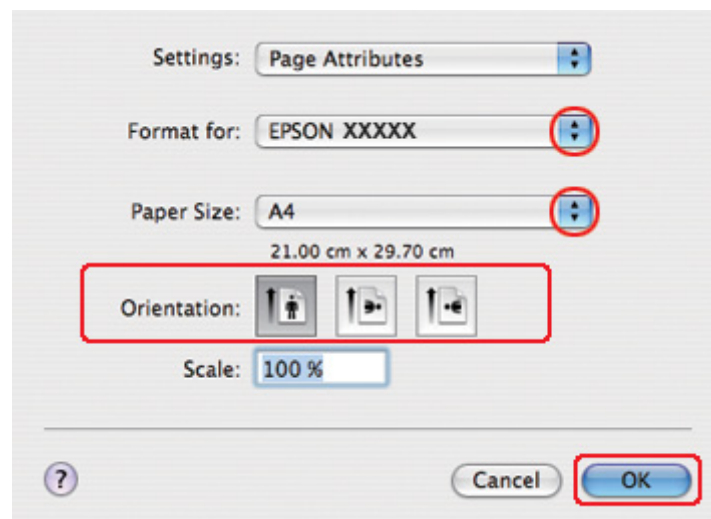 Settings: Page Attributes
Format for: EPSON XXXXX
Paper Size: A4
21.00 cm x 29.70 cm
Orientation:
Scale: 100 %
? Cancel OK